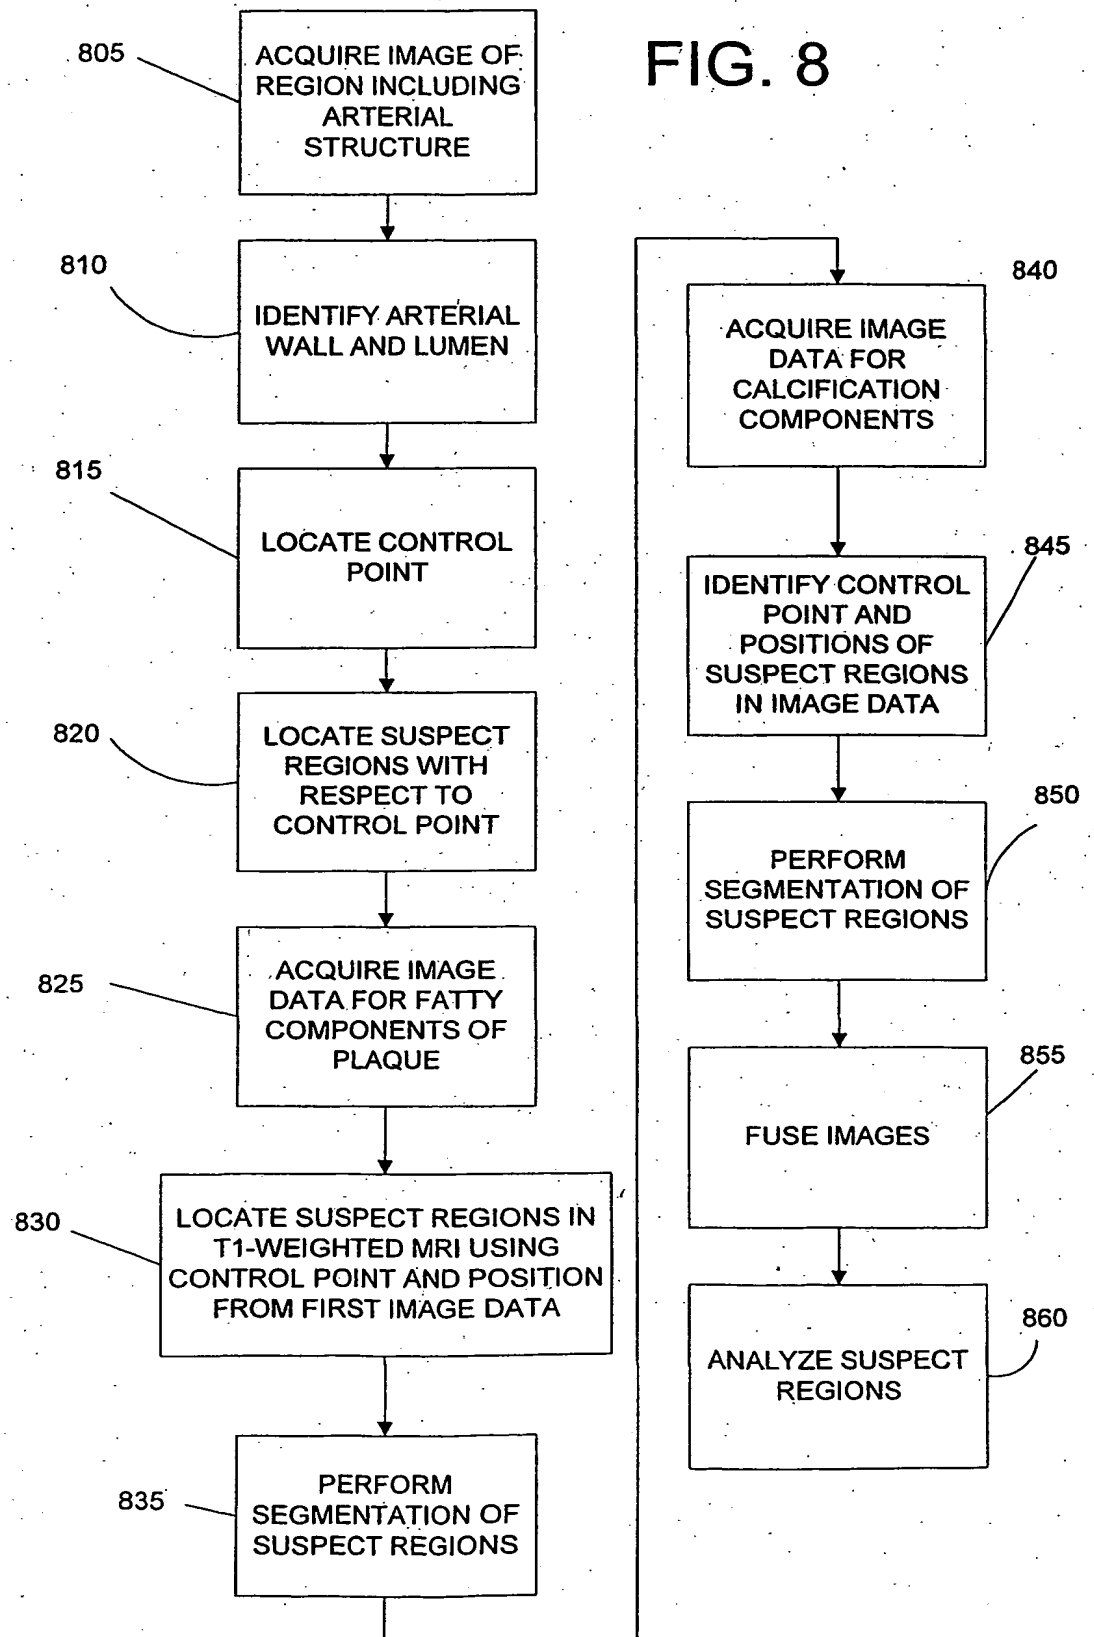 FIG. 8
805
ACQUIRE IMAGE OF
REGION INCLUDING
ARTERIAL
STRUCTURE
810
IDENTIFY ARTERIAL
WALL AND LUMEN
815
LOCATE CONTROL
POINT
820
LOCATE SUSPECT
REGIONS WITH
RESPECT TO
CONTROL POINT
825
ACQUIRE IMAGE
DATA FOR FATTY
COMPONENTS OF
PLAQUE
830
LOCATE SUSPECT REGIONS IN
T1-WEIGHTED MRI USING
CONTROL POINT AND POSITION
FROM FIRST IMAGE DATA
835
PERFORM
SEGMENTATION OF
SUSPECT REGIONS
840
ACQUIRE IMAGE
DATA FOR
CALCIFICATION
COMPONENTS
845
IDENTIFY CONTROL
POINT AND
POSITIONS OF
SUSPECT REGIONS
IN IMAGE DATA
850
PERFORM
SEGMENTATION OF
SUSPECT REGIONS
855
FUSE IMAGES
860
ANALYZE SUSPECT
REGIONS